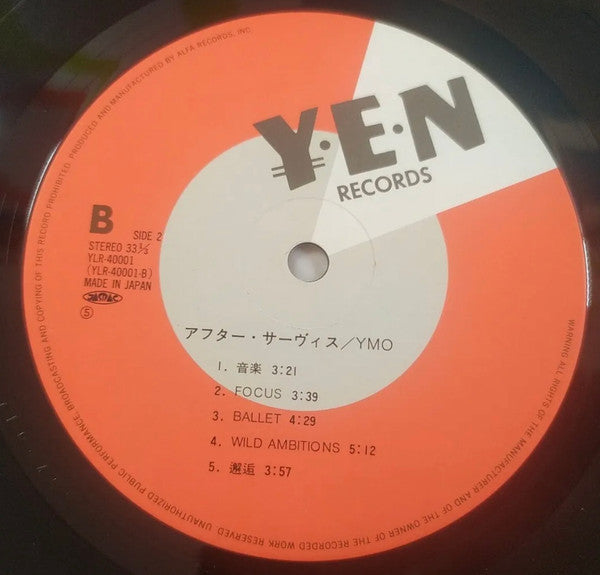 Y·E·N
RECORDS
B SIDE 2
STEREO 33⅓
YLR-40001
(YLR-40001-B)
MADE IN JAPAN
⑤
アフター・サーヴィス/YMO
1. 音楽 3:21
2. FOCUS 3:39
3. BALLET 4:29
4. WILD AMBITIONS 5:12
5. 邂逅 3:57
WARNING ALL RIGHTS OF THE MANUFACTURER AND OF THE OWNER OF THE RECORDED WORK RESERVED. UNAUTHORIZED PUBLIC PERFORMANCE BROADCASTING AND COPYING OF THIS RECORD PROHIBITED. PRODUCED AND MANUFACTURED BY ALFA RECORDS, INC.